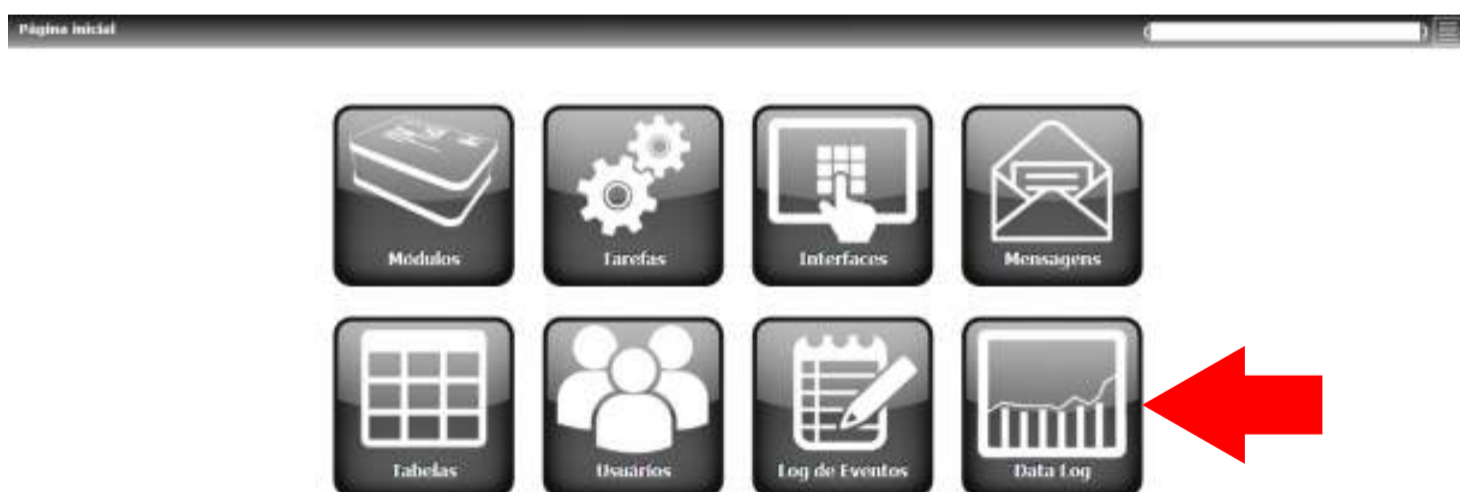 Página inicial
Módulos
Tarefas
Interfaces
Mensagens
Tabelas
Usuários
Log de Eventos
Data Log